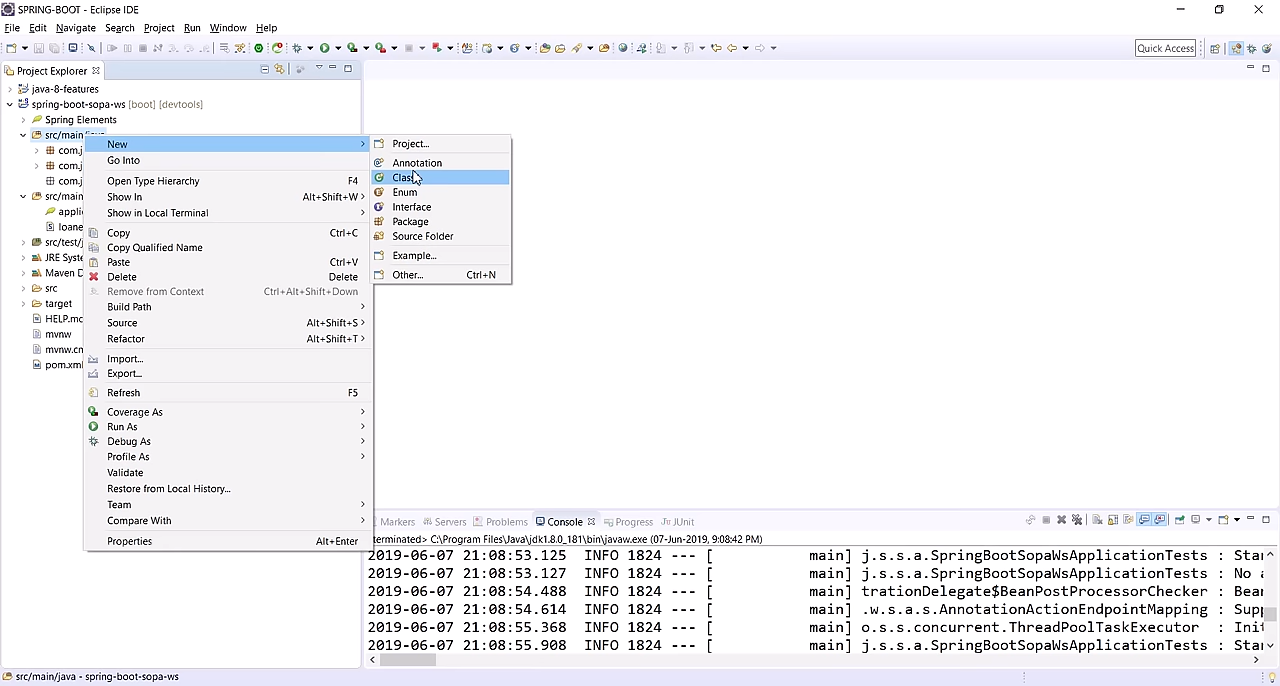 SPRING-BOOT - Eclipse IDE
File Edit Navigate Search Project Run Window Help
Quick Access
Project Explorer
java-8-features
spring-boot-sopa-ws [boot] [devtools]
Spring Elements
src/main/java
com.j
com.j
com.j
src/main
appli
loane
src/test/j
JRE Syste
Maven D
src
target
HELP.md
mvnw
mvnw.cm
pom.xml
New
Go Into
Open Type Hierarchy F4
Show In Alt+Shift+W
Show in Local Terminal
Copy Ctrl+C
Copy Qualified Name
Paste Ctrl+V
Delete Delete
Remove from Context Ctrl+Alt+Shift+Down
Build Path
Source Alt+Shift+S
Refactor Alt+Shift+T
Import...
Export...
Refresh F5
Coverage As
Run As
Debug As
Profile As
Validate
Restore from Local History...
Team
Compare With
Properties Alt+Enter
Project...
Annotation
Class
Enum
Interface
Package
Source Folder
Example...
Other... Ctrl+N
Markers Servers Problems Console Progress JUnit
terminated> C:\Program Files\Java\jdk1.8.0_181\bin\javaw.exe (07-Jun-2019, 9:08:42 PM)
2019-06-07 21:08:53.125 INFO 1824 --- [ main] j.s.s.a.SpringBootSopaWsApplicationTests : Star
2019-06-07 21:08:53.127 INFO 1824 --- [ main] j.s.s.a.SpringBootSopaWsApplicationTests : No a
2019-06-07 21:08:54.488 INFO 1824 --- [ main] trationDelegate$BeanPostProcessorChecker : Bean
2019-06-07 21:08:54.614 INFO 1824 --- [ main] .w.s.a.s.AnnotationActionEndpointMapping : Supp
2019-06-07 21:08:55.368 INFO 1824 --- [ main] o.s.s.concurrent.ThreadPoolTaskExecutor : Init
2019-06-07 21:08:55.908 INFO 1824 --- [ main] j.s.s.a.SpringBootSopaWsApplicationTests : Star
src/main/java - spring-boot-sopa-ws